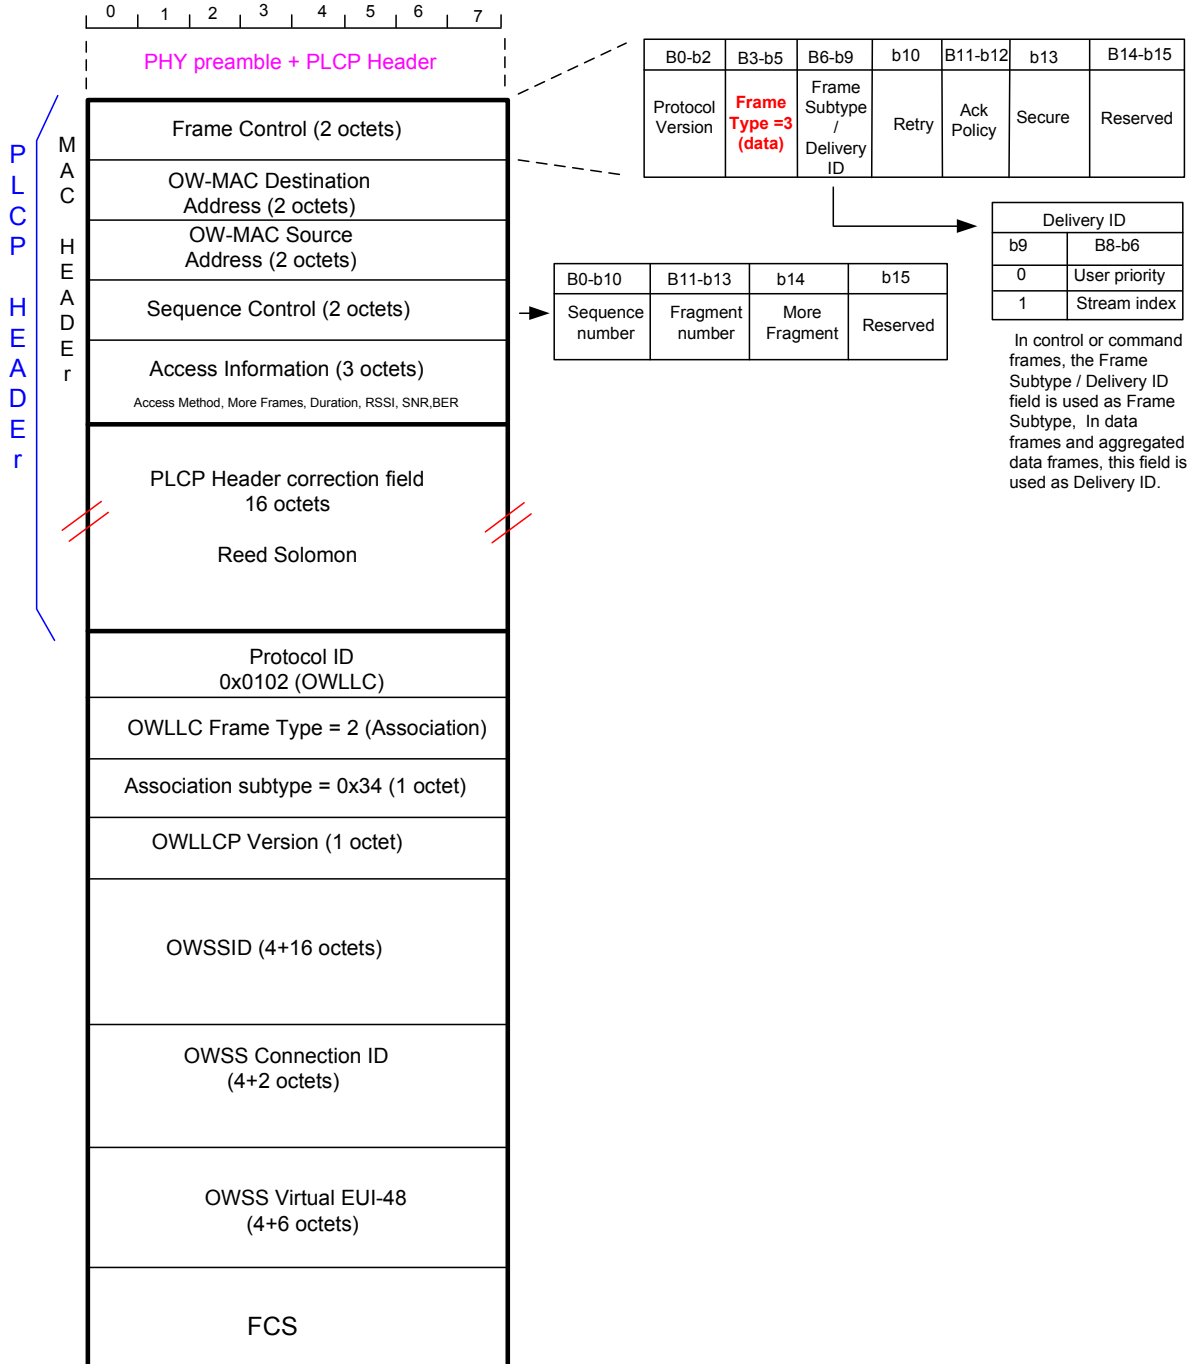 0 1 2 3 4 5 6 7
PHY preamble + PLCP Header
PLCP HEADEr
MAC HEADEr
Frame Control (2 octets)
OW-MAC Destination
Address (2 octets)
OW-MAC Source
Address (2 octets)
Sequence Control (2 octets)
Access Information (3 octets)
Access Method, More Frames, Duration, RSSI, SNR,BER
PLCP Header correction field
16 octets
Reed Solomon
Protocol ID
0x0102 (OWLLC)
OWLLC Frame Type = 2 (Association)
Association subtype = 0x34 (1 octet)
OWLLCP Version (1 octet)
OWSSID (4+16 octets)
OWSS Connection ID
(4+2 octets)
OWSS Virtual EUI-48
(4+6 octets)
FCS
B0-b2 B3-b5 B6-b9 b10 B11-b12 b13 B14-b15
Protocol
Version
Frame
Type =3
(data)
Frame
Subtype
/
Delivery
ID
Retry
Ack
Policy
Secure
Reserved
Delivery ID
b9 B8-b6
0 User priority
1 Stream index
In control or command
frames, the Frame
Subtype / Delivery ID
field is used as Frame
Subtype, In data
frames and aggregated
data frames, this field is
used as Delivery ID.
B0-b10 B11-b13 b14 b15
Sequence
number
Fragment
number
More
Fragment
Reserved